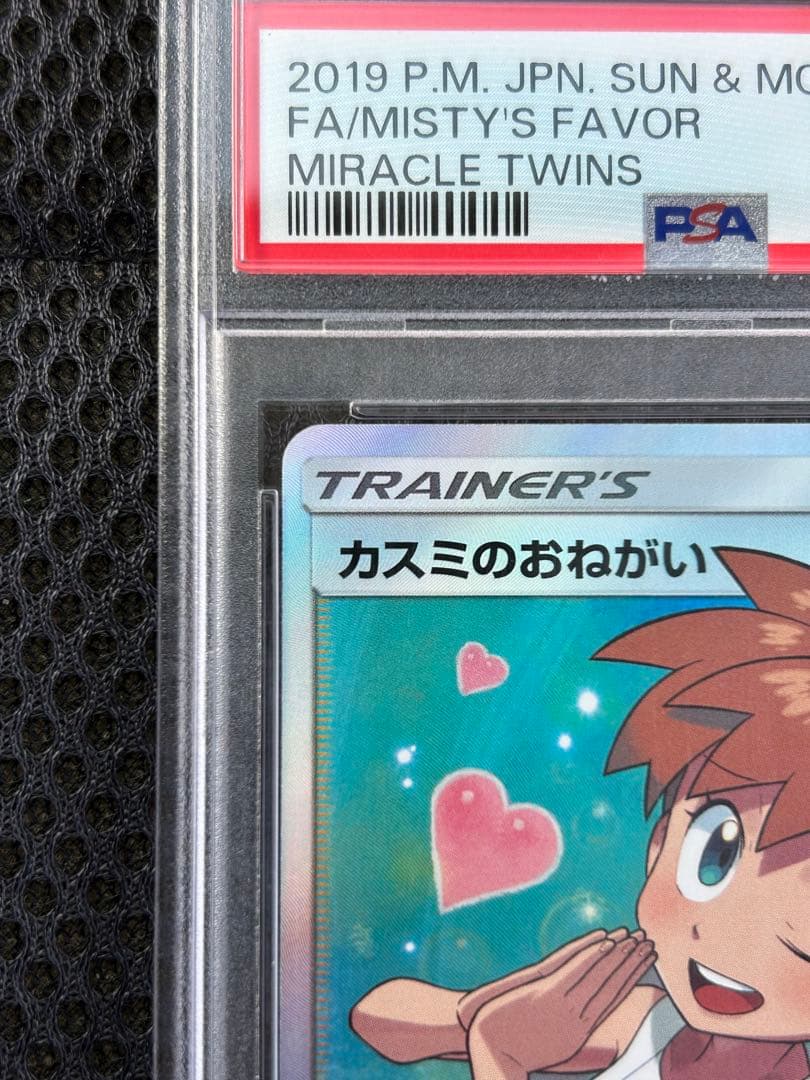 2019 P.M. JPN. SUN & MO
FA/MISTY'S FAVOR
MIRACLE TWINS
PSA
TRAINER'S
カスミのおねがい